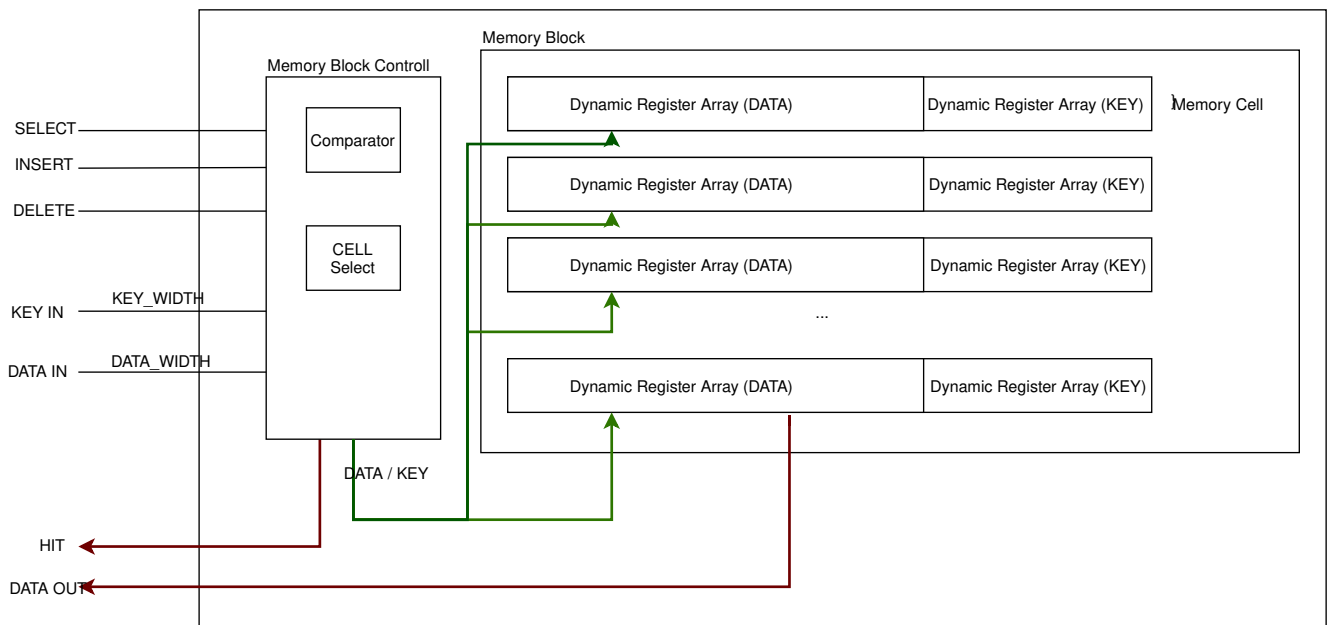 Memory Block
Memory Block Controll
Dynamic Register Array (DATA)
Dynamic Register Array (KEY)
}Memory Cell
SELECT
Comparator
INSERT
Dynamic Register Array (DATA)
Dynamic Register Array (KEY)
DELETE
CELL
Select
Dynamic Register Array (DATA)
Dynamic Register Array (KEY)
KEY IN
KEY_WIDTH
...
DATA IN
DATA_WIDTH
Dynamic Register Array (DATA)
Dynamic Register Array (KEY)
DATA / KEY
HIT
DATA OUT